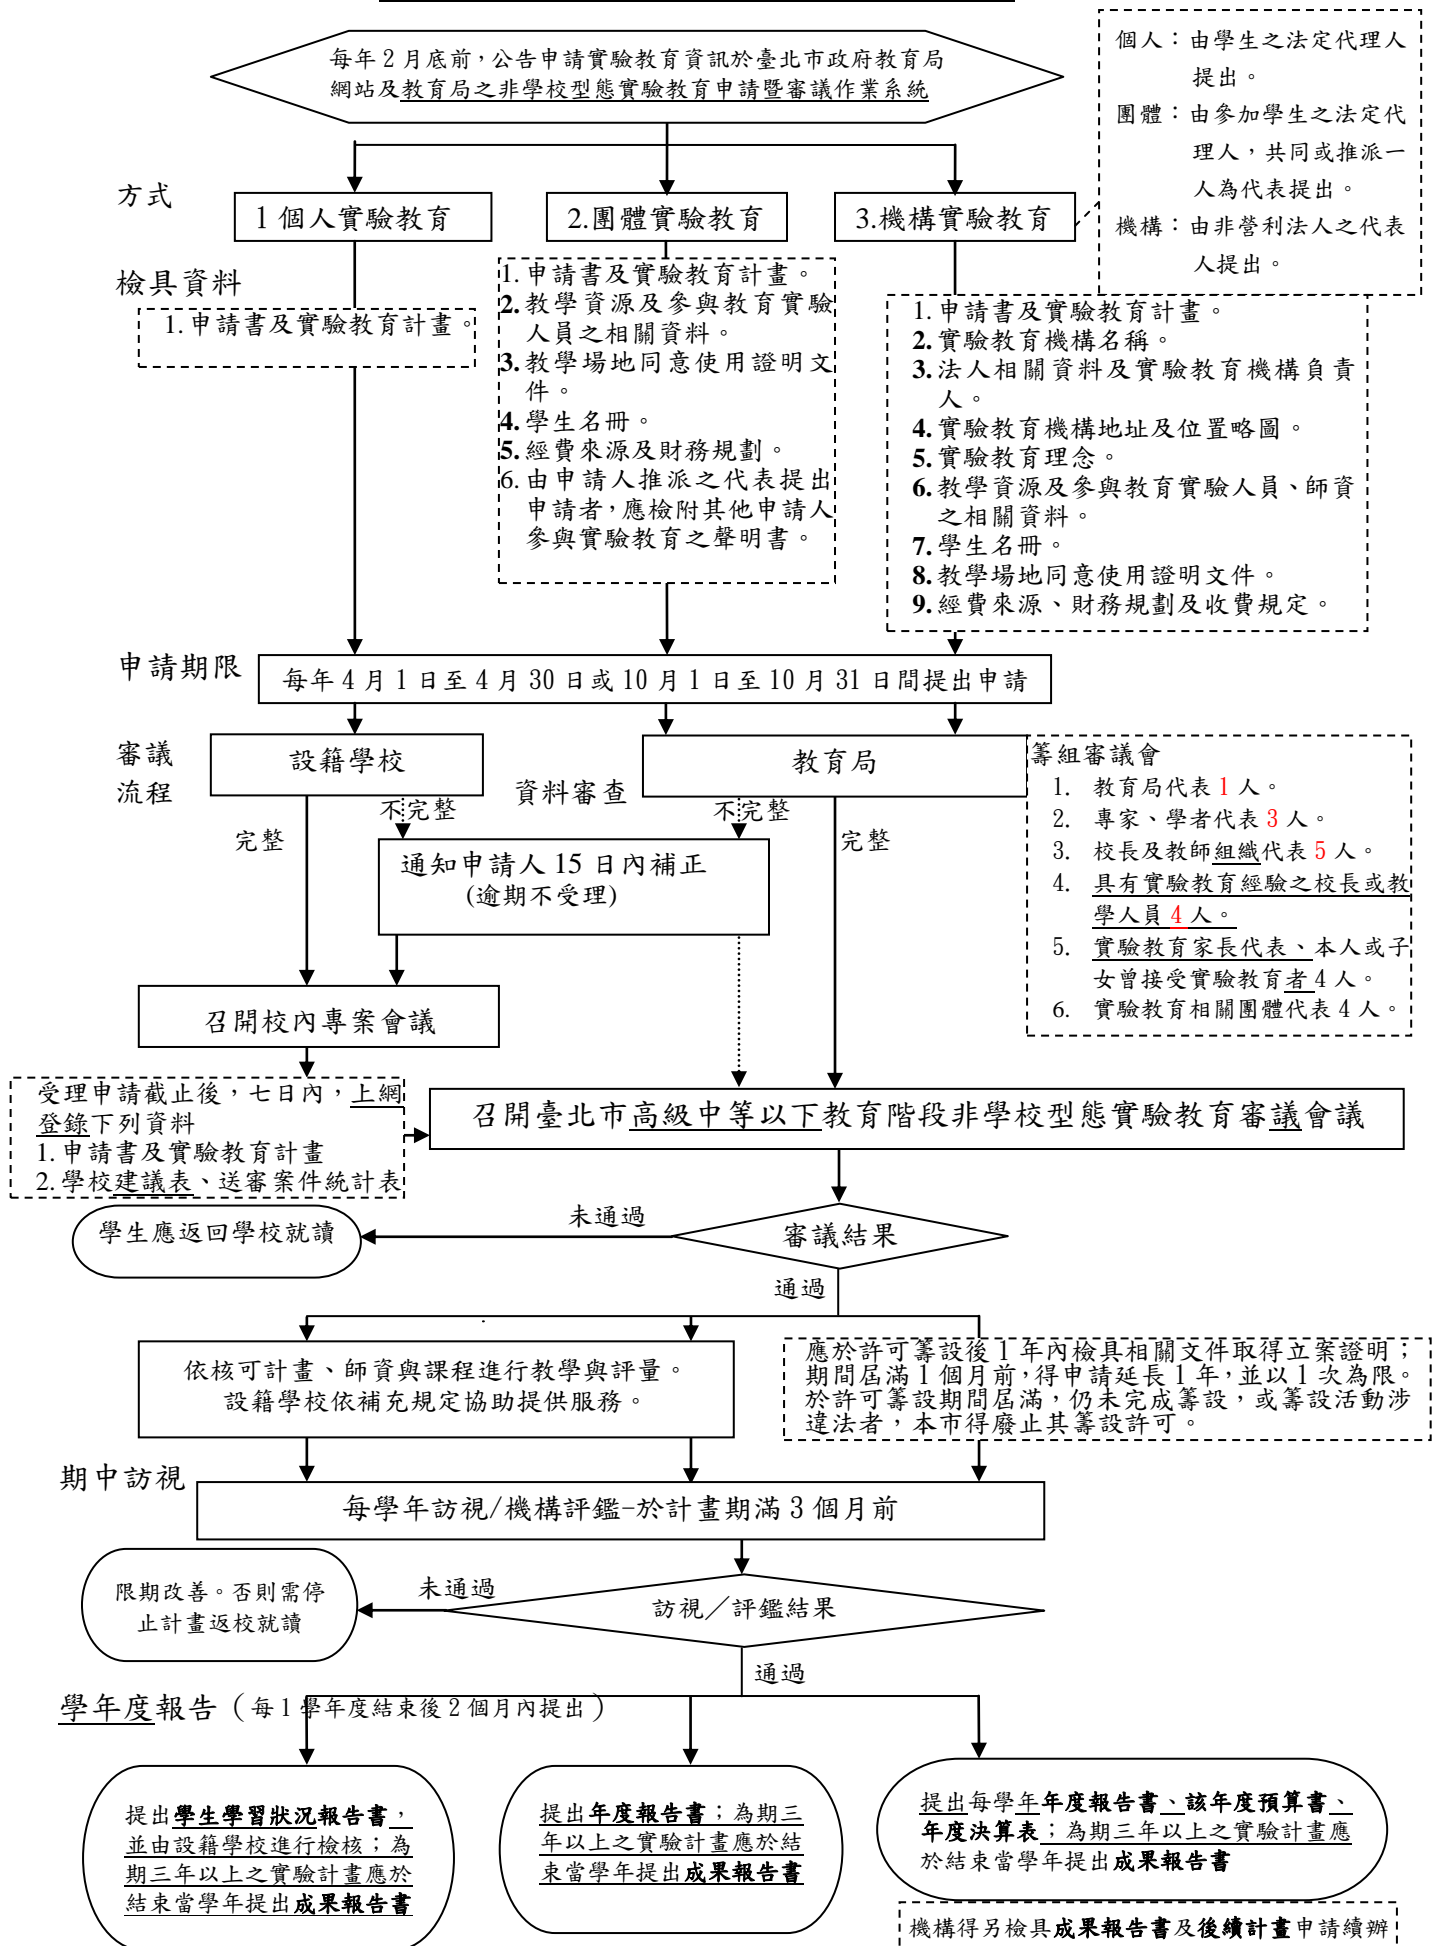 每年 2 月底前，公告申請實驗教育資訊於臺北市政府教育局
網站及教育局之非學校型態實驗教育申請暨審議作業系統
個人：由學生之法定代理人
提出。
團體：由參加學生之法定代
理人，共同或推派一
人為代表提出。
機構：由非營利法人之代表
人提出。
方式
1 個人實驗教育
2.團體實驗教育
3.機構實驗教育
檢具資料
1.申請書及實驗教育計畫。
1.申請書及實驗教育計畫。
2.教學資源及參與教育實驗
人員之相關資料。
3.教學場地同意使用證明文
件。
4.學生名冊。
5.經費來源及財務規劃。
6.由申請人推派之代表提出
申請者，應檢附其他申請人
參與實驗教育之聲明書。
1.申請書及實驗教育計畫。
2.實驗教育機構名稱。
3.法人相關資料及實驗教育機構負責
人。
4.實驗教育機構地址及位置略圖。
5.實驗教育理念。
6.教學資源及參與教育實驗人員、師資
之相關資料。
7.學生名冊。
8.教學場地同意使用證明文件。
9.經費來源、財務規劃及收費規定。
申請期限
每年 4 月 1 日至 4 月 30 日或 10 月 1 日至 10 月 31 日間提出申請
審議
流程
設籍學校
資料審查
教育局
不完整
完整
不完整
完整
通知申請人 15 日內補正
(逾期不受理)
籌組審議會
1. 教育局代表 1 人。
2. 專家、學者代表 3 人。
3. 校長及教師組織代表 5 人。
4. 具有實驗教育經驗之校長或教
學人員 4 人。
5. 實驗教育家長代表、本人或子
女曾接受實驗教育者 4 人。
6. 實驗教育相關團體代表 4 人。
召開校內專案會議
受理申請截止後，七日內，上網
登錄下列資料
1.申請書及實驗教育計畫
2.學校建議表、送審案件統計表
召開臺北市高級中等以下教育階段非學校型態實驗教育審議會議
學生應返回學校就讀
未通過
審議結果
通過
依核可計畫、師資與課程進行教學與評量。
設籍學校依補充規定協助提供服務。
應於許可籌設後 1 年內檢具相關文件取得立案證明；
期間屆滿 1 個月前，得申請延長 1 年，並以 1 次為限。
於許可籌設期間屆滿，仍未完成籌設，或籌設活動涉
違法者，本市得廢止其籌設許可。
期中訪視
每學年訪視/機構評鑑-於計畫期滿 3 個月前
限期改善。否則需停
止計畫返校就讀
未通過
訪視／評鑑結果
通過
學年度報告（每 1 學年度結束後 2 個月內提出）
提出學生學習狀況報告書，
並由設籍學校進行檢核；為
期三年以上之實驗計畫應於
結束當學年提出成果報告書
提出年度報告書；為期三
年以上之實驗計畫應於結
束當學年提出成果報告書
提出每學年年度報告書、該年度預算書、
年度決算表；為期三年以上之實驗計畫應
於結束當學年提出成果報告書
機構得另檢具成果報告書及後續計畫申請續辦